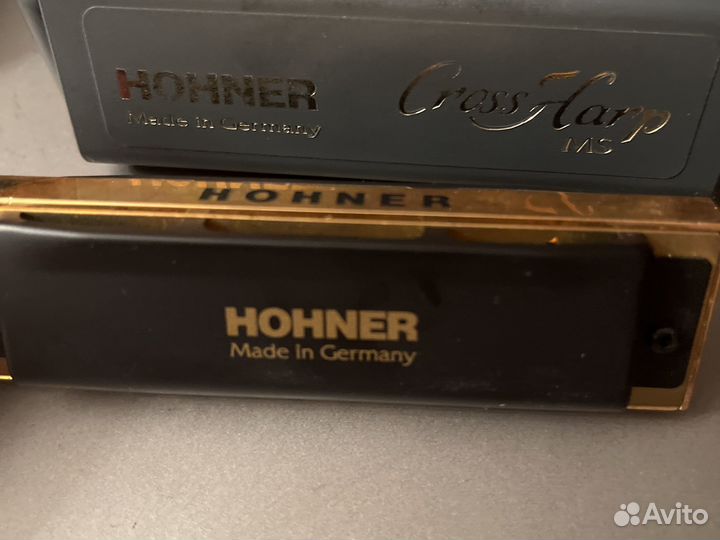 HOHNER
Made in Germany
Cross Harp
MS
HOHNER
HOHNER
Made In Germany
Avito